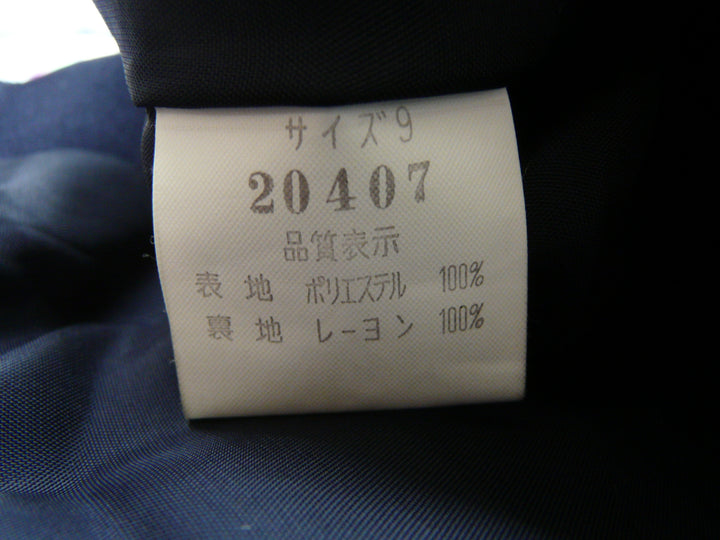 サイズ9
20407
品質表示
表地 ポリエステル 100%
裏地 レーヨン 100%